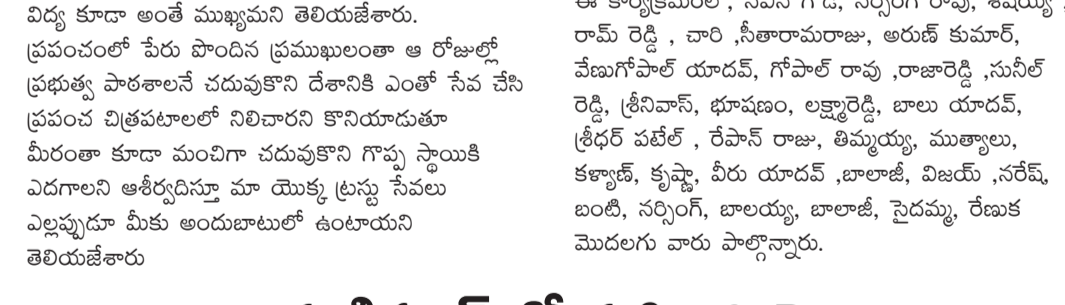 విద్య కూడా అంతే ముఖ్యమని తెలియజేశారు.
ప్రపంచంలో పేరు పొందిన ప్రముఖులంతా ఆ రోజుల్లో
ప్రభుత్వ పాఠశాలనే చదువుకొని దేశానికి ఎంతో సేవ చేసి
ప్రపంచ చిత్రపటాలలో నిలిచారని కొనియాడుతూ
మీరంతా కూడా మంచిగా చదువుకొని గొప్ప స్థాయికి
ఎదగాలని ఆశీర్వదిస్తూ మా యొక్క ట్రస్టు సేవలు
ఎల్లప్పుడూ మీకు అందుబాటులో ఉంటాయని
తెలియజేశారు
రామ్ రెడ్డి , చారి ,సీతారామరాజు, అరుణ్ కుమార్,
వేణుగోపాల్ యాదవ్, గోపాల్ రావు ,రాజారెడ్డి ,సునీల్
రెడ్డి, శ్రీనివాస్, భూషణం, లక్ష్మారెడ్డి, బాలు యాదవ్,
శ్రీధర్ పటేల్ , రేపాన్ రాజు, తిమ్మయ్య, ముత్యాలు,
కళ్యాణ్, కృష్ణా, వీరు యాదవ్ ,బాలాజీ, విజయ్ ,నరేష్,
బంటి, నర్సింగ్, బాలయ్య, బాలాజీ, సైదమ్మ, రేణుక
మొదలగు వారు పాల్గొన్నారు.